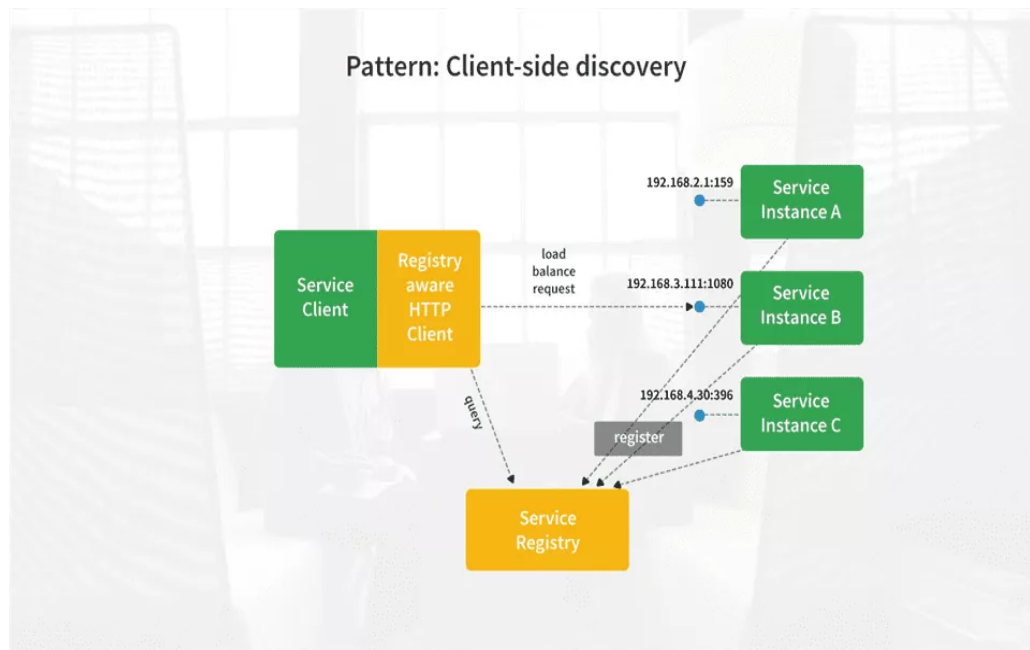 Pattern: Client-side discovery
192.168.2.1:159
Service
Instance A
Service
Client
Registry
aware
HTTP
Client
load
balance
request
192.168.3.111:1080
Service
Instance B
query
192.168.4.30:396
Service
Instance C
register
Service
Registry